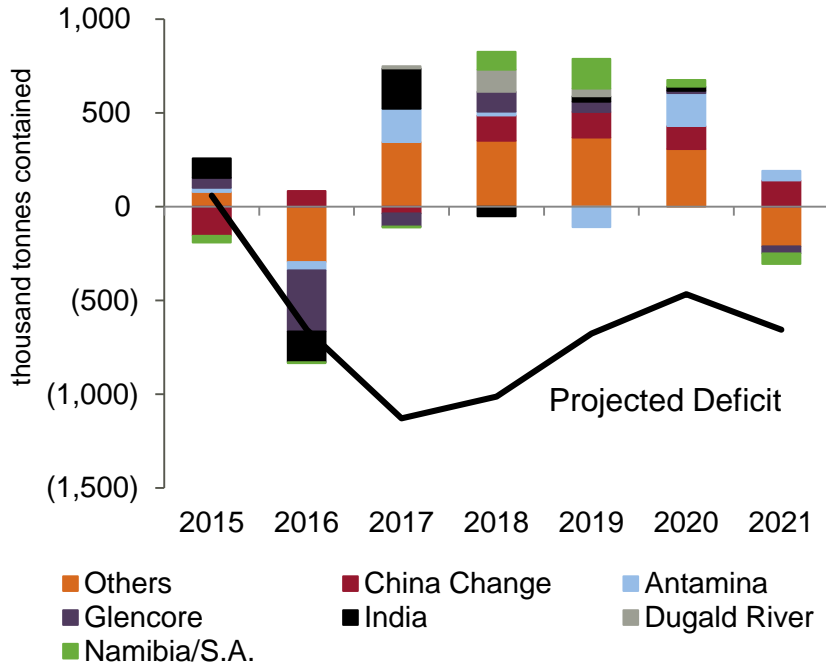 thousand tonnes contained
1,000
500
0
(500)
(1,000)
(1,500)
Projected Deficit
2015 2016 2017 2018 2019 2020 2021
Others China Change Antamina
Glencore India Dugald River
Namibia/S.A.